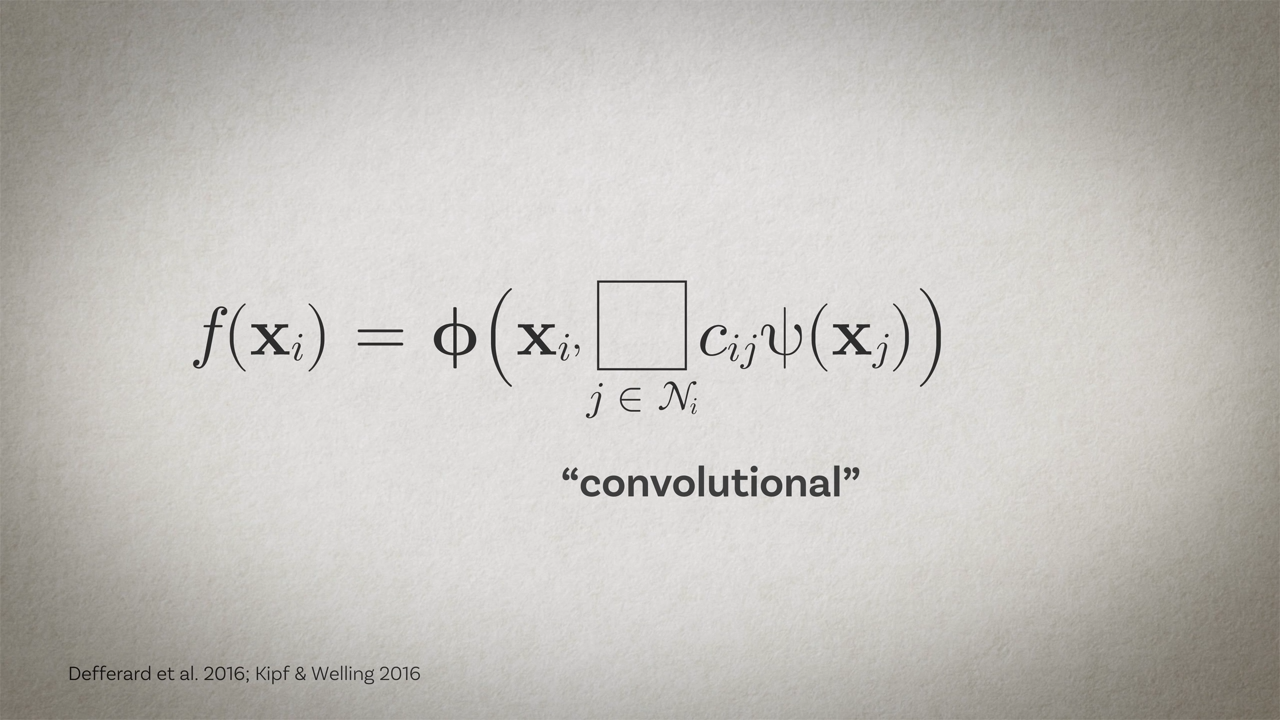 f(𝐱ᵢ) = ϕ(𝐱ᵢ, □ cᵢⱼψ(𝐱ⱼ))
j ∈ 𝒩ᵢ
“convolutional”
Defferard et al. 2016; Kipf & Welling 2016